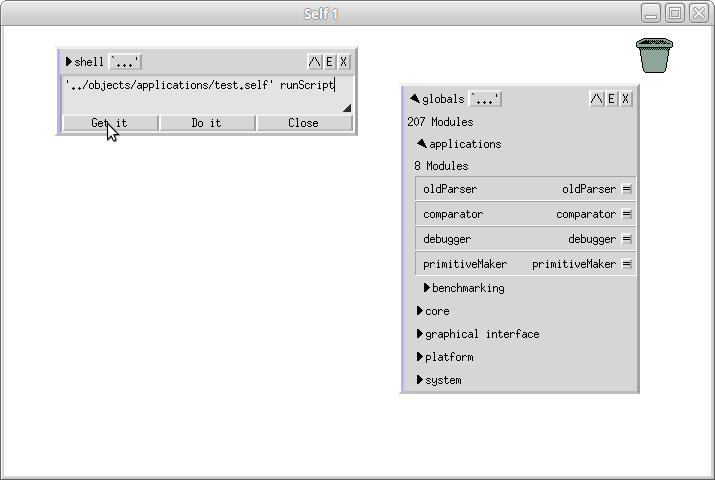 Self 1
shell `...' /\ E X
'../objects/applications/test.self' runScript
Get it Do it Close
globals `...' /\ E X
207 Modules
applications
8 Modules
oldParser oldParser =
comparator comparator =
debugger debugger =
primitiveMaker primitiveMaker =
benchmarking
core
graphical interface
platform
system